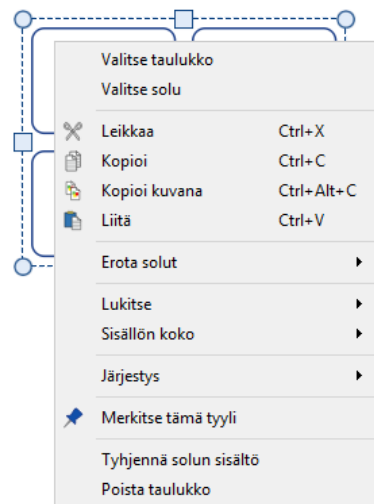 Valitse taulukko
Valitse solu
Leikkaa Ctrl+X
Kopioi Ctrl+C
Kopioi kuvana Ctrl+Alt+C
Liitä Ctrl+V
Erota solut
Lukitse
Sisällön koko
Järjestys
Merkitse tämä tyyli
Tyhjennä solun sisältö
Poista taulukko